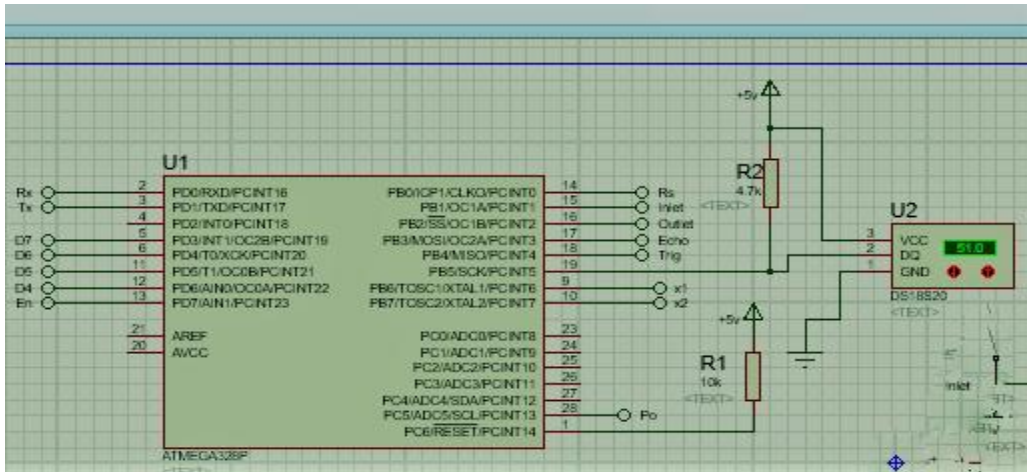 +5v
U1
R2
4.7k
<TEXT>
U2
Rx 2 PD0/RXD/PCINT16 PB0/ICP1/CLKO/PCINT0 14 Rs
Tx 3 PD1/TXD/PCINT17 PB1/OC1A/PCINT1 15 Inlet
4 PD2/INT0/PCINT18 PB2/SS/OC1B/PCINT2 16 Outlet
D7 5 PD3/INT1/OC2B/PCINT19 PB3/MOSI/OC2A/PCINT3 17 Echo
D6 6 PD4/T0/XCK/PCINT20 PB4/MISO/PCINT4 18 Trig
D5 11 PD5/T1/OC0B/PCINT21 PB5/SCK/PCINT5 19
D4 12 PD6/AIN0/OC0A/PCINT22 PB6/TOSC1/XTAL1/PCINT6 9 x1
En 13 PD7/AIN1/PCINT23 PB7/TOSC2/XTAL2/PCINT7 10 x2
3 VCC
2 DQ
1 GND
51.0
DS18S20
<TEXT>
+5v
21 AREF PC0/ADC0/PCINT8 23
20 AVCC PC1/ADC1/PCINT9 24
PC2/ADC2/PCINT10 25
PC3/ADC3/PCINT11 26
PC4/ADC4/SDA/PCINT12 27
PC5/ADC5/SCL/PCINT13 28 Po
PC6/RESET/PCINT14 1
R1
10k
<TEXT>
Inlet
ATMEGA328P
<TEXT>